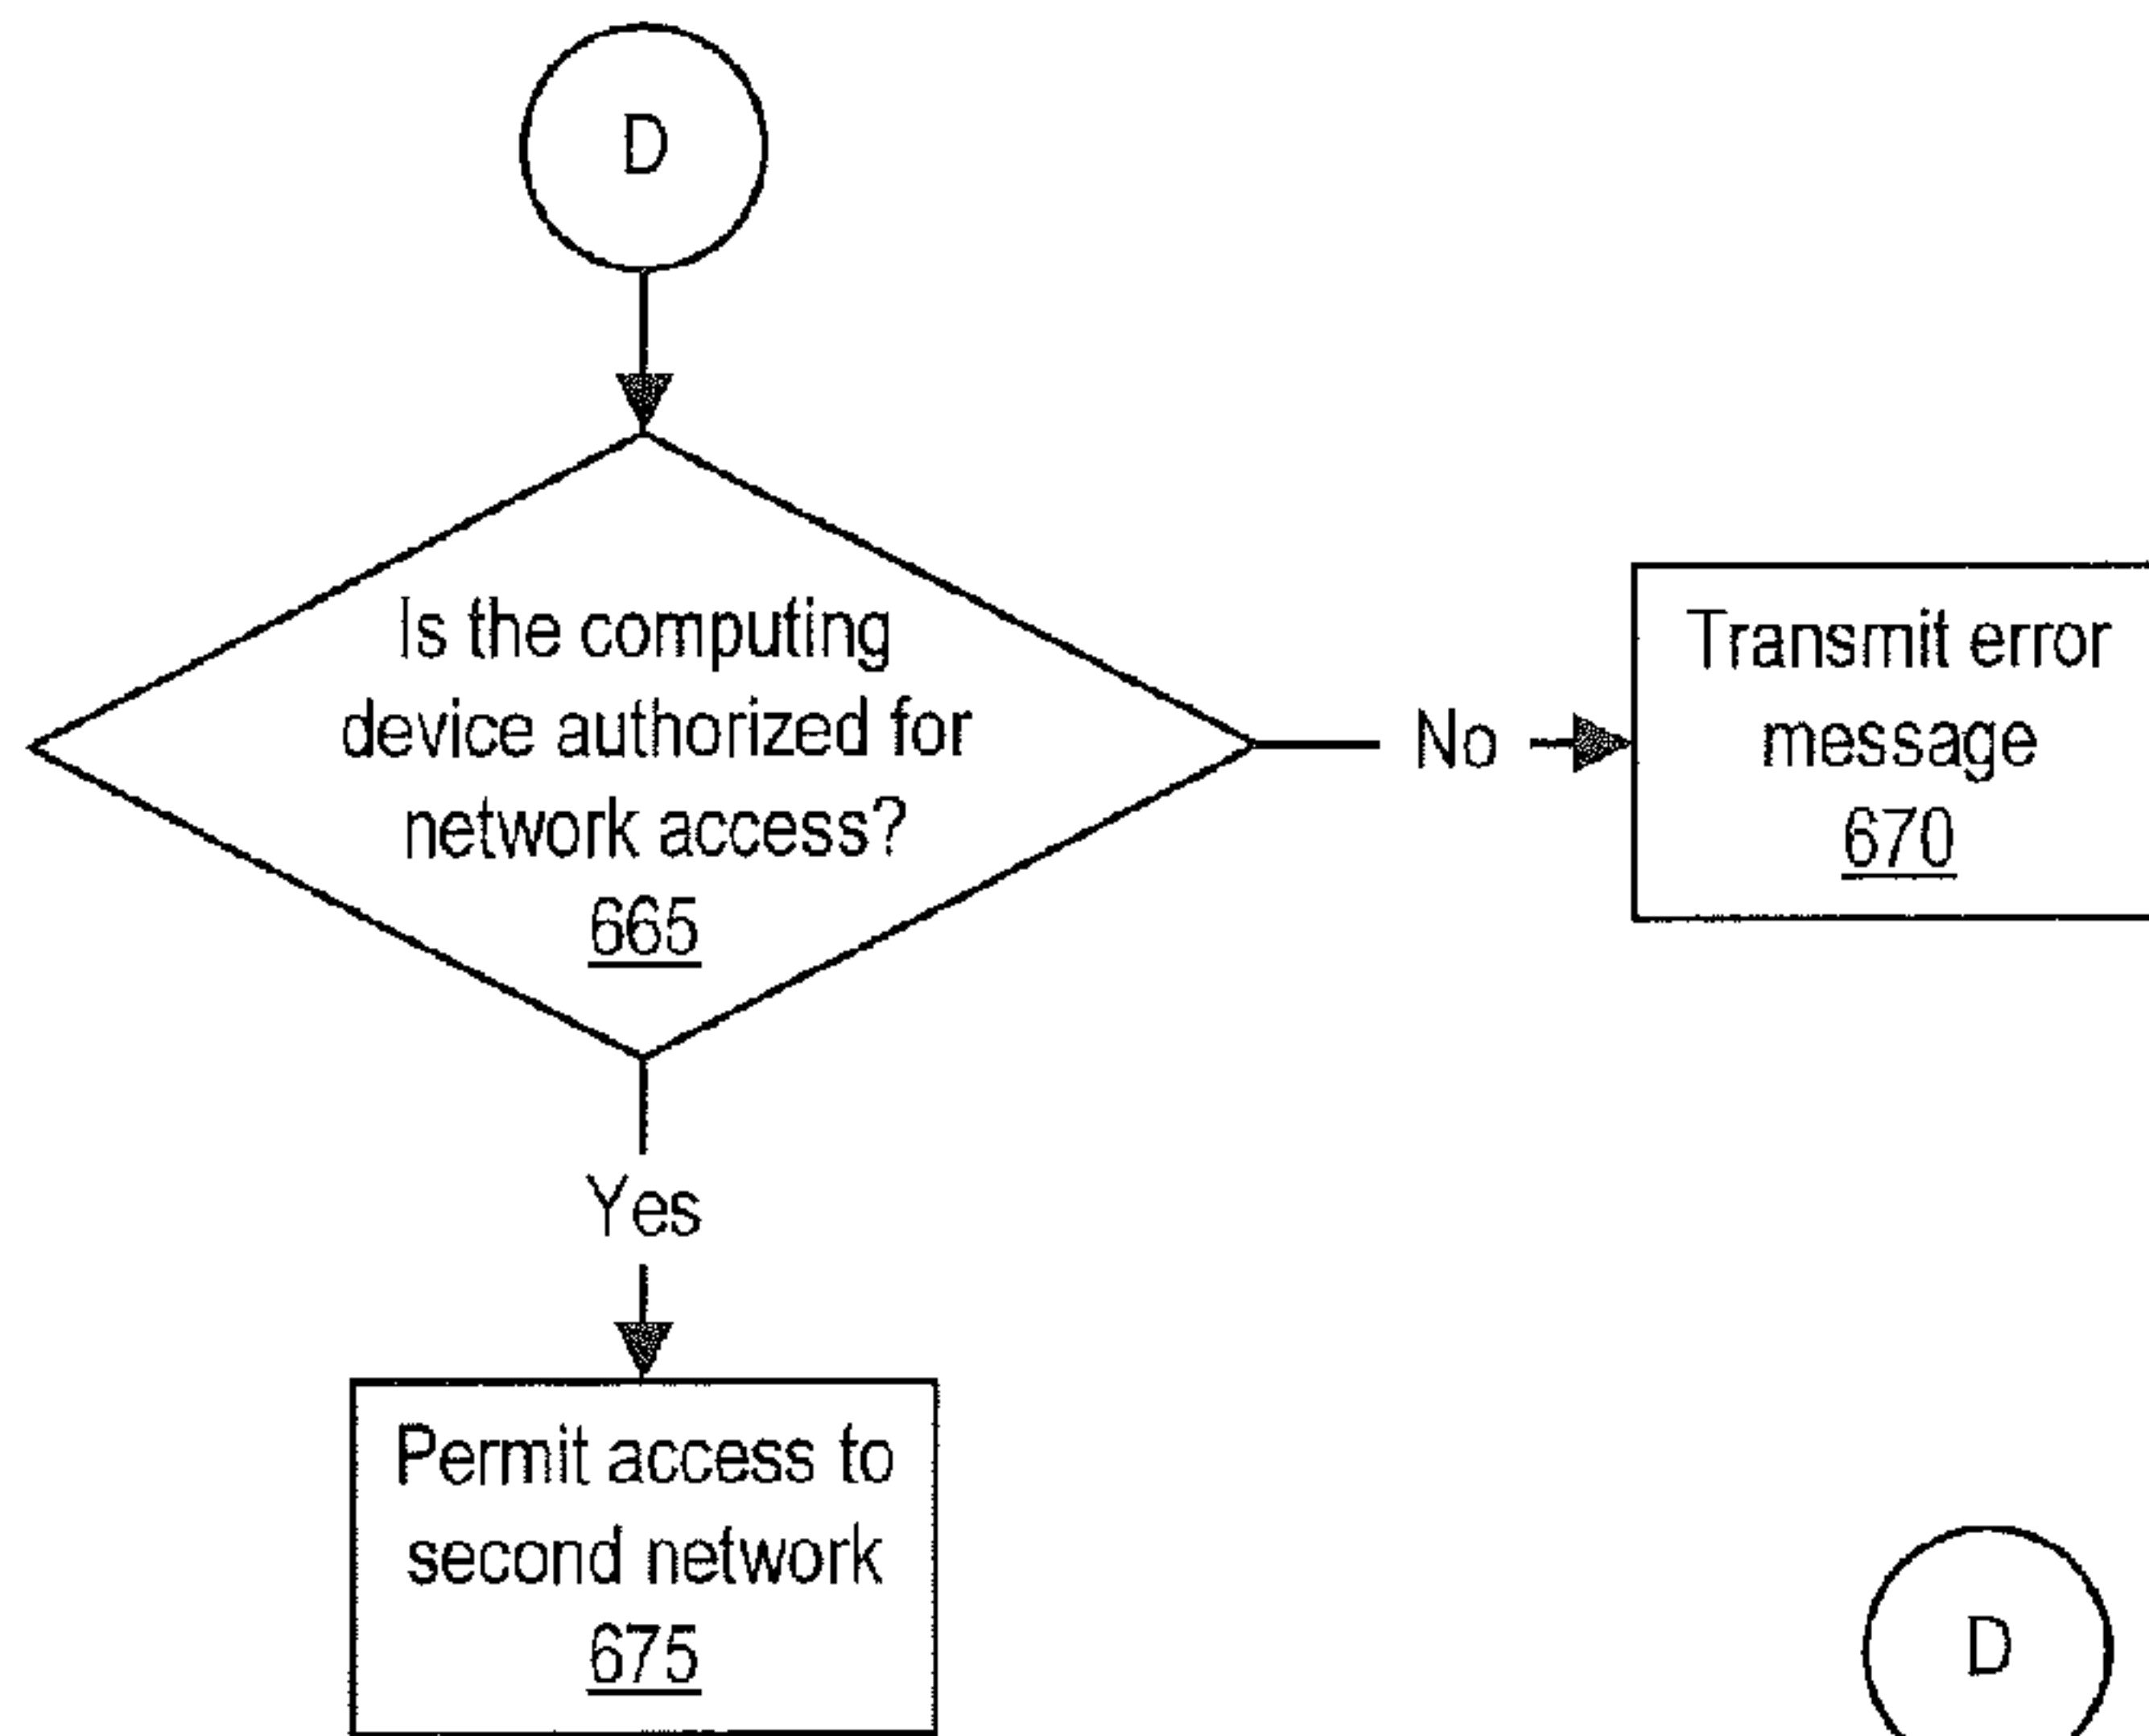 D
Is the computing
device authorized for
network access?
665
No
Transmit error
message
670
Yes
Permit access to
second network
675
D